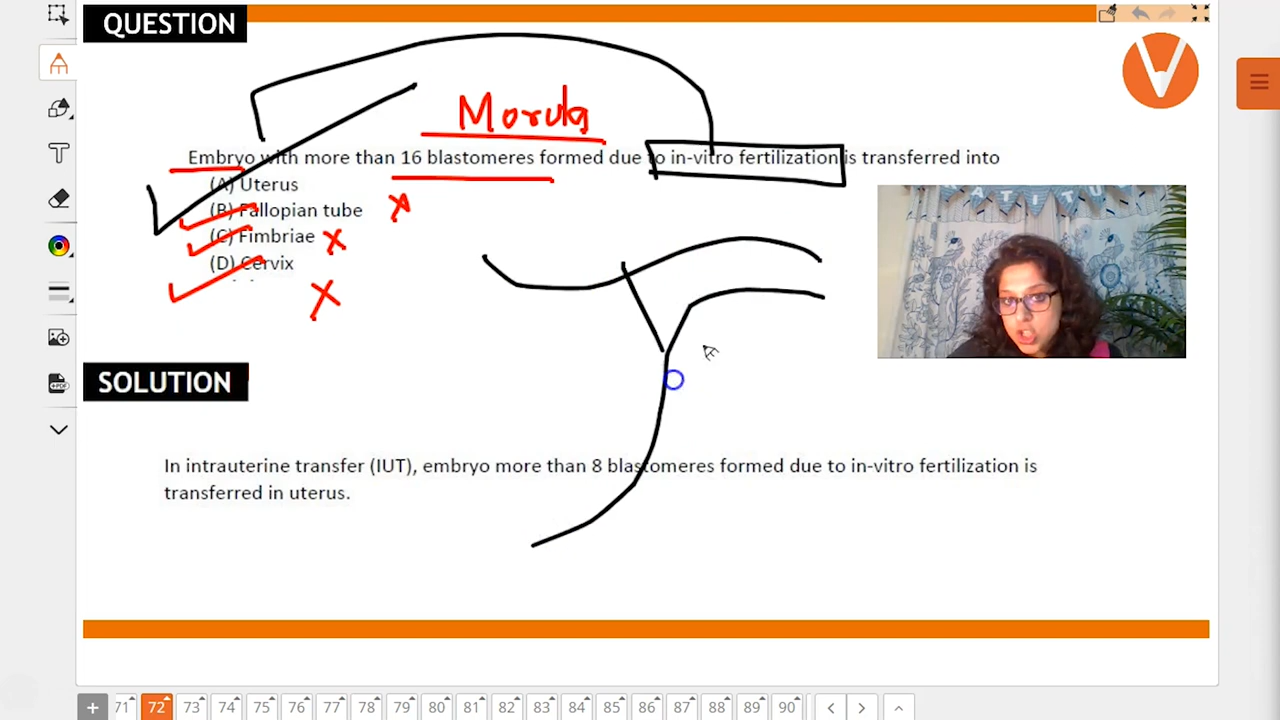 QUESTION
Morula
Embryo with more than 16 blastomeres formed due to in-vitro fertilization is transferred into
(A) Uterus
(B) Fallopian tube
(C) Fimbriae
(D) Cervix
SOLUTION
In intrauterine transfer (IUT), embryo more than 8 blastomeres formed due to in-vitro fertilization is
transferred in uterus.
71 72 73 74 75 76 77 78 79 80 81 82 83 84 85 86 87 88 89 90